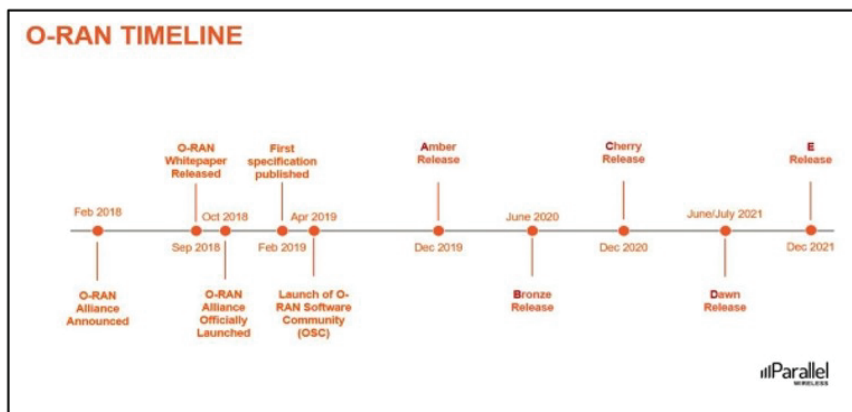 O-RAN TIMELINE
O-RAN
Whitepaper
Released
First
specification
published
Amber
Release
Cherry
Release
E
Release
Feb 2018
Oct 2018
Apr 2019
June 2020
June/July 2021
Sep 2018
Feb 2019
Dec 2019
Dec 2020
Dec 2021
O-RAN
Alliance
Announced
O-RAN
Alliance
Officially
Launched
Launch of O-
RAN Software
Community
(OSC)
Bronze
Release
Dawn
Release
Parallel
WIRELESS